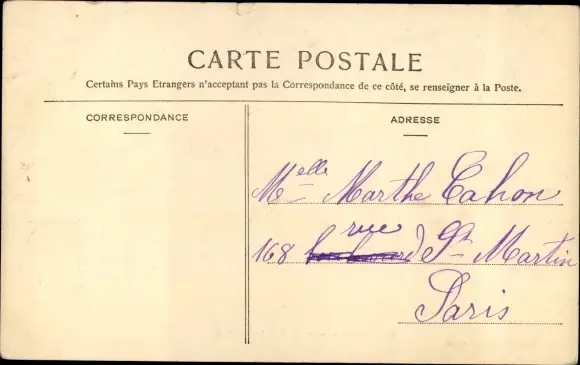 CARTE POSTALE
Certains Pays Etrangers n'acceptant pas la Correspondance de ce côté, se renseigner à la Poste.
CORRESPONDANCE
ADRESSE
Melle Marthe Cahon
rue
168 boulevard St Martin
Paris